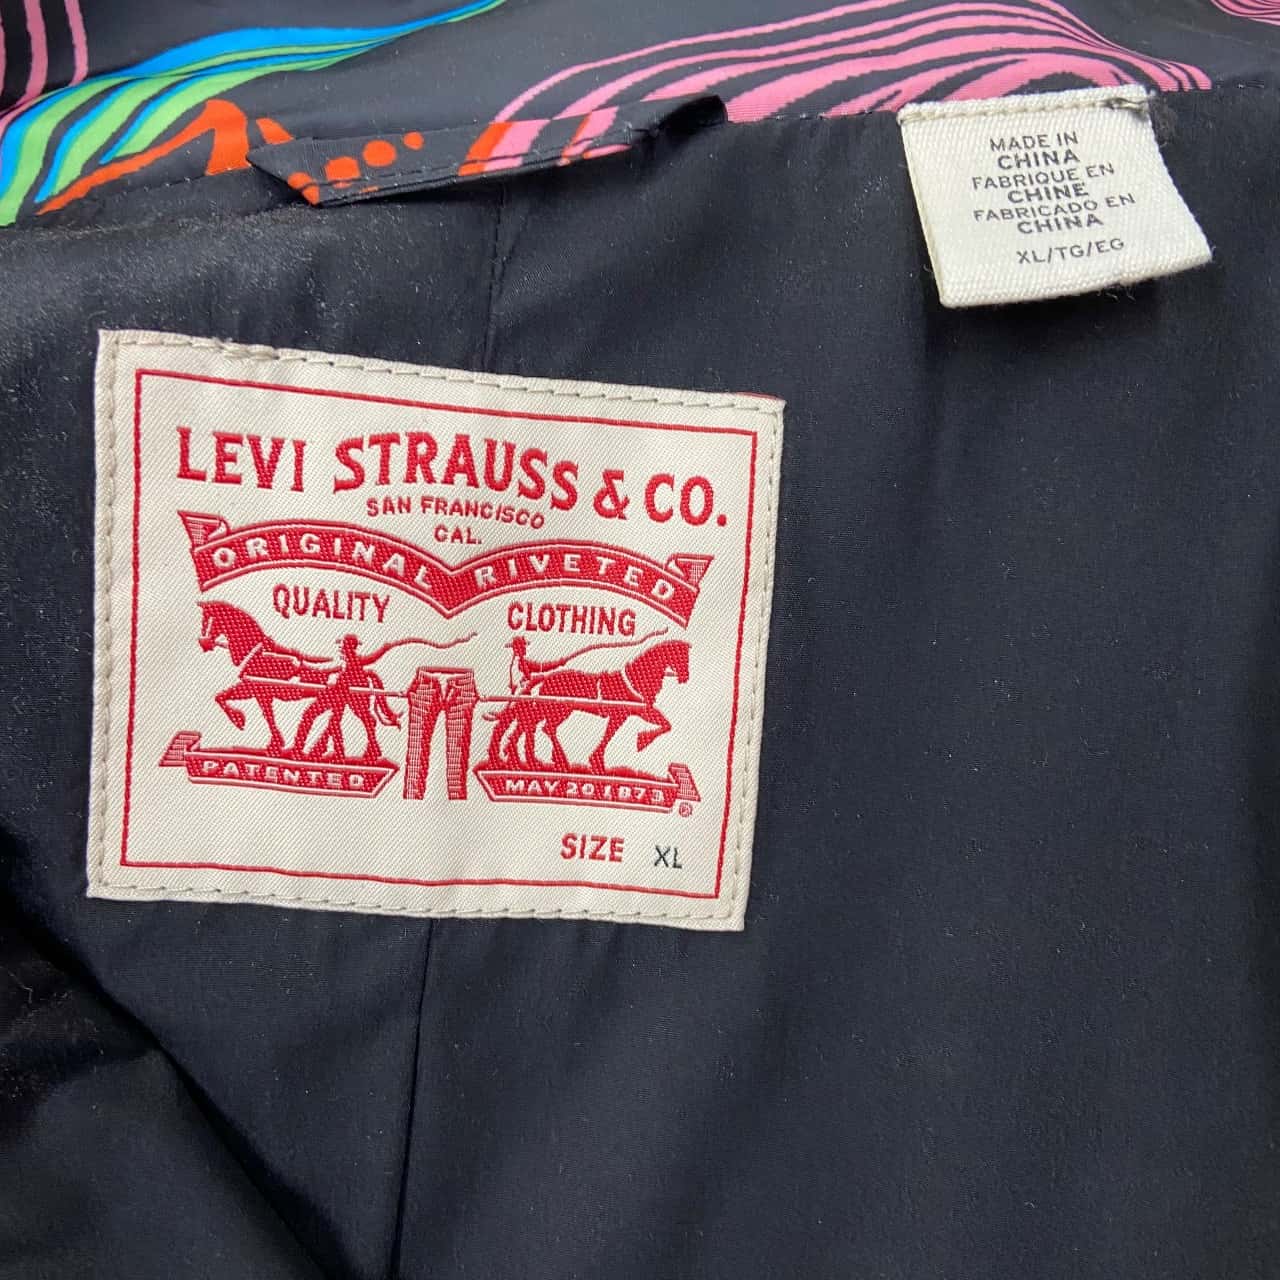 MADE IN
CHINA
FABRIQUE EN
CHINE
FABRICADO EN
CHINA
XL/TG/EG
LEVI STRAUSS & CO.
SAN FRANCISCO
CAL.
ORIGINAL RIVETED
QUALITY CLOTHING
PATENTED MAY 20 1873 ®
SIZE XL